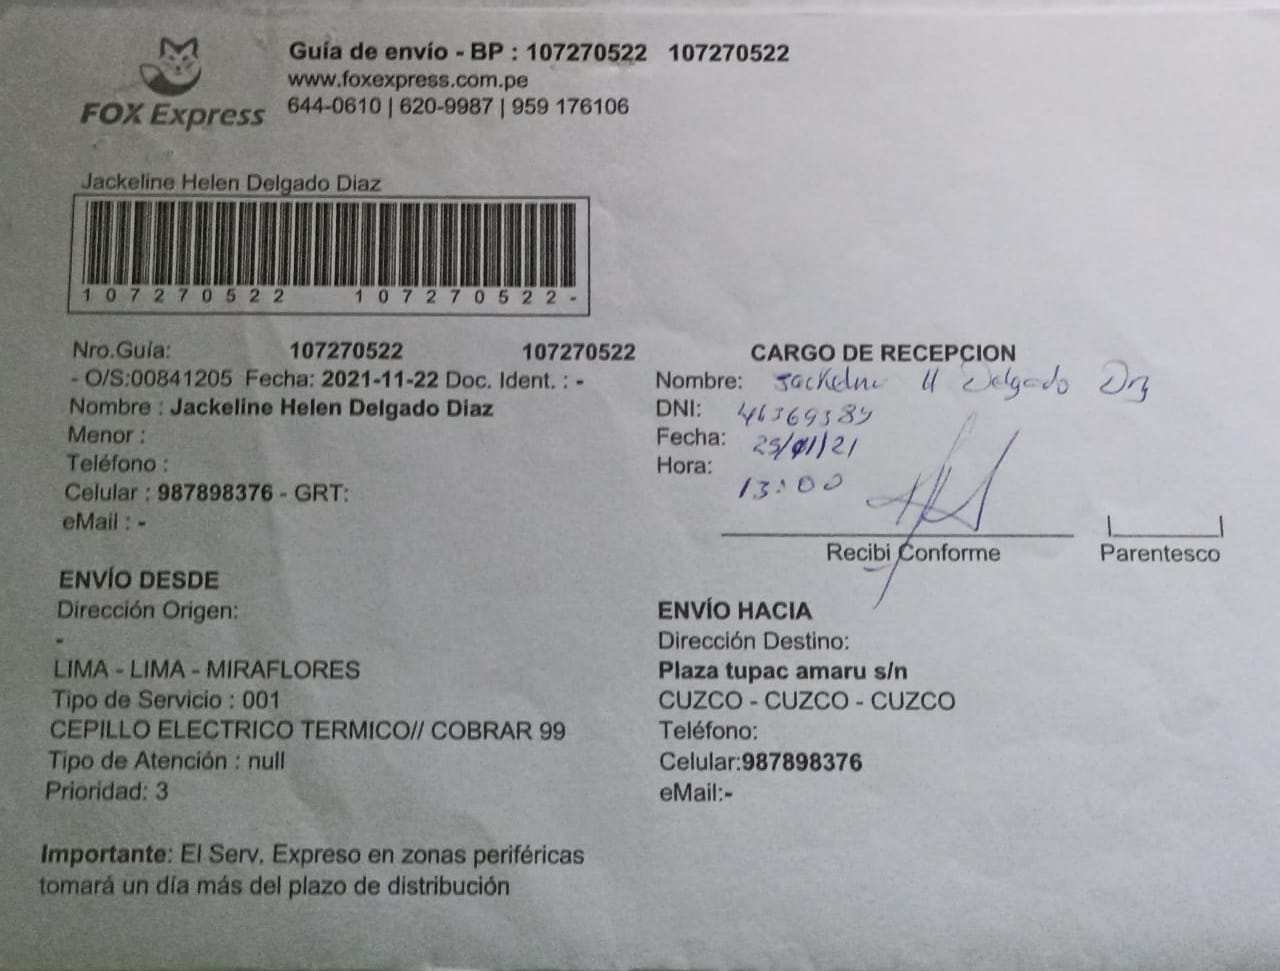 Guía de envío - BP : 107270522 107270522
www.foxexpress.com.pe
644-0610 | 620-9987 | 959 176106
FOX Express
Jackeline Helen Delgado Diaz
107270522 107270522-
Nro.Guía: 107270522 107270522
- O/S:00841205 Fecha: 2021-11-22 Doc. Ident. : -
Nombre : Jackeline Helen Delgado Diaz
Menor :
Teléfono :
Celular : 987898376 - GRT:
eMail : -
CARGO DE RECEPCION
Nombre: H Delgado
DNI: 46369389
Fecha: 25/11/21
Hora: 13:00
Recibi Conforme
Parentesco
ENVÍO DESDE
Dirección Origen:
-
LIMA - LIMA - MIRAFLORES
Tipo de Servicio : 001
CEPILLO ELECTRICO TERMICO// COBRAR 99
Tipo de Atención : null
Prioridad: 3
ENVÍO HACIA
Dirección Destino:
Plaza tupac amaru s/n
CUZCO - CUZCO - CUZCO
Teléfono:
Celular:987898376
eMail:-
Importante: El Serv. Expreso en zonas periféricas
tomará un día más del plazo de distribución